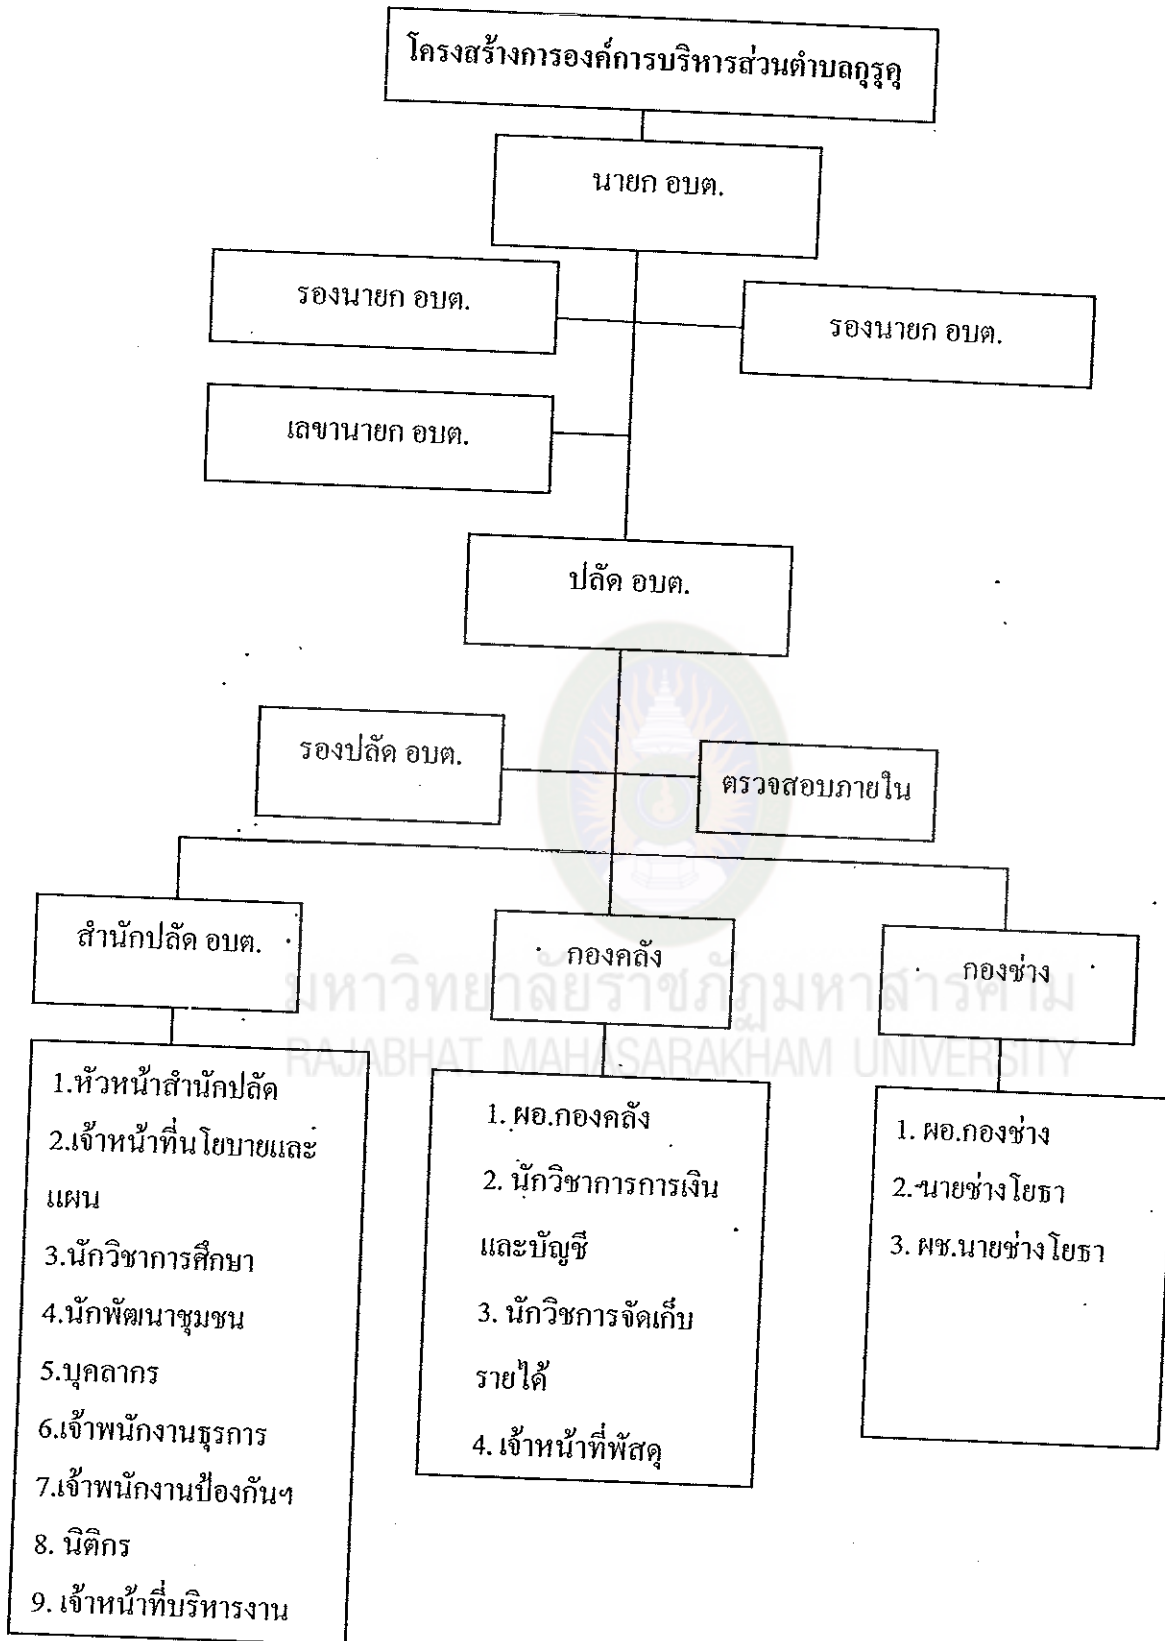 โครงสร้างการองค์การบริหารส่วนตำบลกุรุคุ
นายก อบต.
รองนายก อบต.
รองนายก อบต.
เลขานายก อบต.
ปลัด อบต.
รองปลัด อบต.
ตรวจสอบภายใน
สำนักปลัด อบต.
กองคลัง
กองช่าง
มหาวิทยาลัยราชภัฏมหาสารคาม
RAJABHAT MAHASARAKHAM UNIVERSITY
1.หัวหน้าสำนักปลัด
2.เจ้าหน้าที่นโยบายและ
แผน
3.นักวิชาการศึกษา
4.นักพัฒนาชุมชน
5.บุคลากร
6.เจ้าพนักงานธุรการ
7.เจ้าพนักงานป้องกันฯ
8. นิติกร
9. เจ้าหน้าที่บริหารงาน
1. ผอ.กองคลัง
2. นักวิชาการการเงิน
และบัญชี
3. นักวิชการจัดเก็บ
รายได้
4. เจ้าหน้าที่พัสดุ
1. ผอ.กองช่าง
2.-นายช่างโยธา
3. ผช.นายช่างโยธา